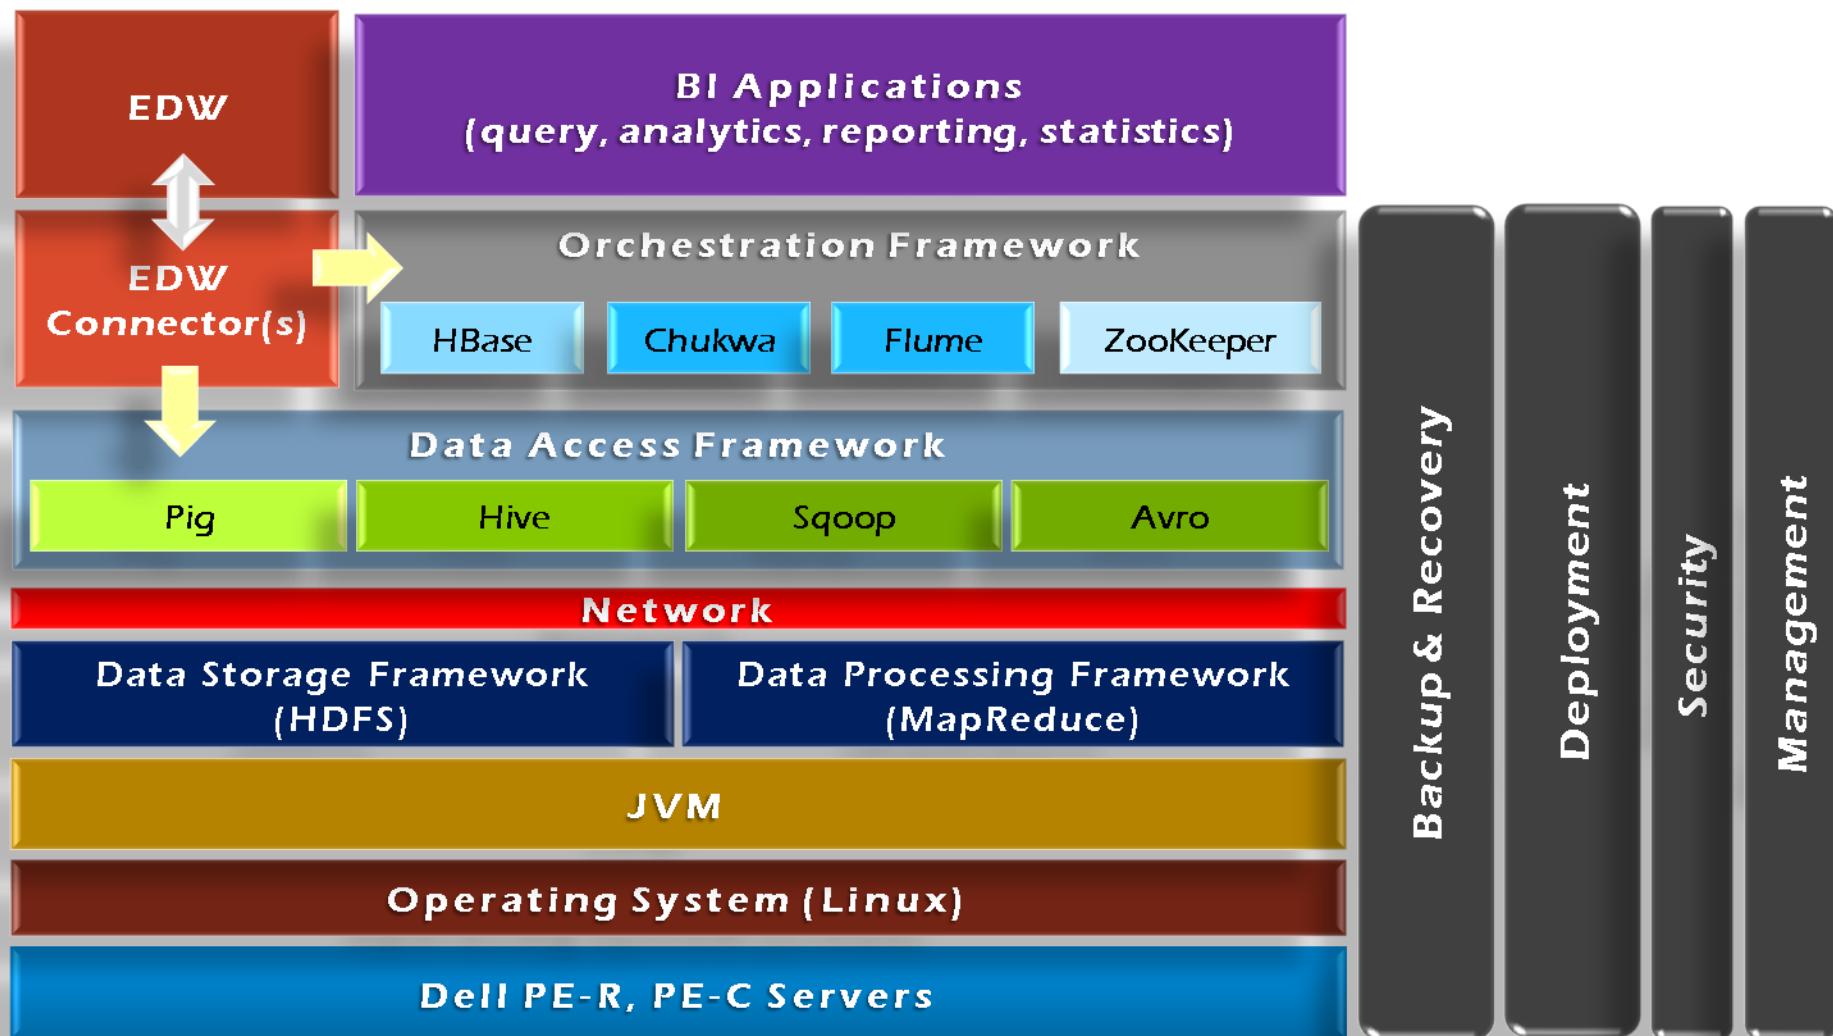 EDW
BI Applications
(query, analytics, reporting, statistics)
EDW
Connector(s)
Orchestration Framework
HBase
Chukwa
Flume
ZooKeeper
Data Access Framework
Pig
Hive
Sqoop
Avro
Network
Data Storage Framework
(HDFS)
Data Processing Framework
(MapReduce)
JVM
Operating System (Linux)
Dell PE-R, PE-C Servers
Backup & Recovery
Deployment
Security
Management